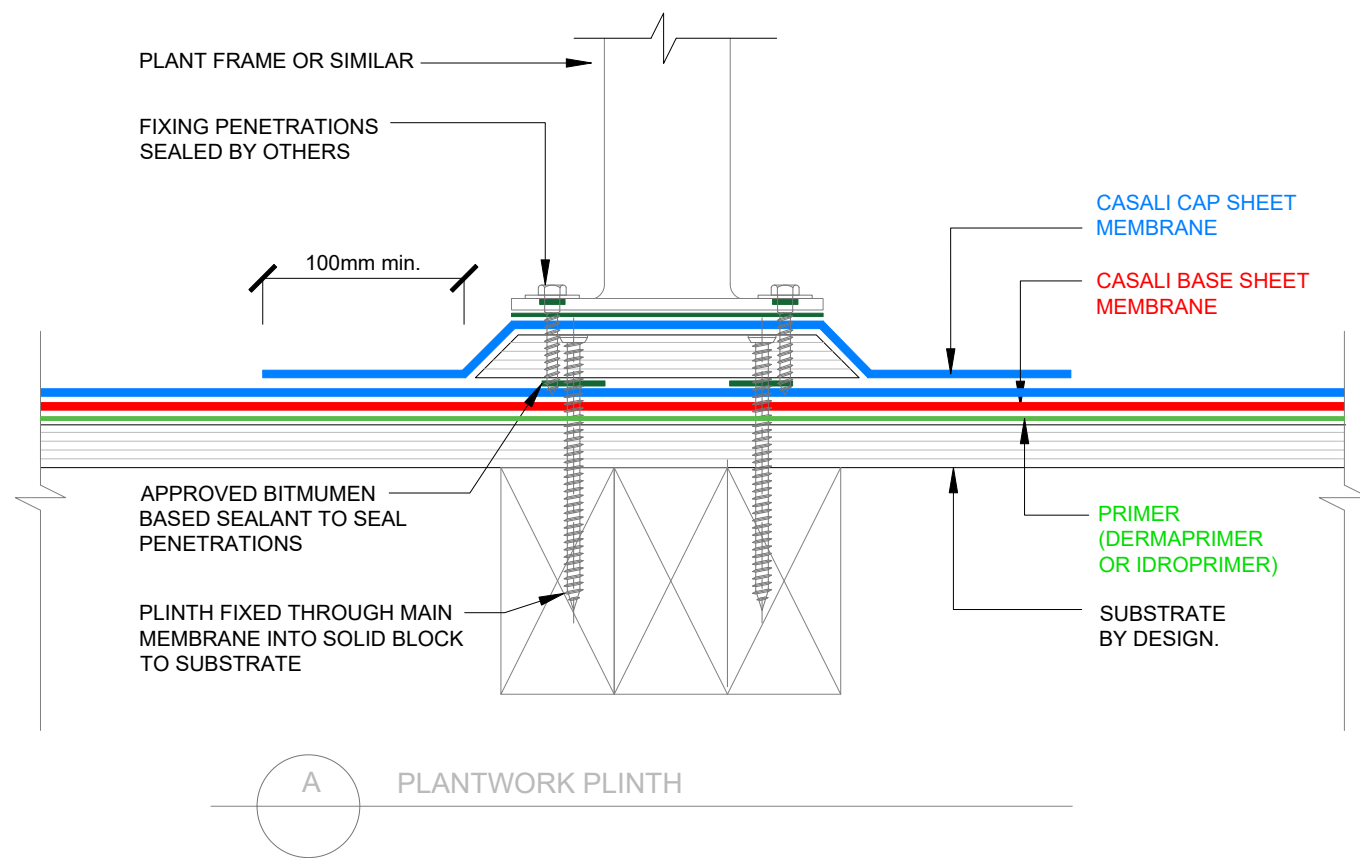 PLANT FRAME OR SIMILAR
FIXING PENETRATIONS
SEALED BY OTHERS
100mm min.
CASALI CAP SHEET
MEMBRANE
CASALI BASE SHEET
MEMBRANE
APPROVED BITMUMEN
BASED SEALANT TO SEAL
PENETRATIONS
PLINTH FIXED THROUGH MAIN
MEMBRANE INTO SOLID BLOCK
TO SUBSTRATE
PRIMER
(DERMAPRIMER
OR IDROPRIMER)
SUBSTRATE
BY DESIGN.
A
PLANTWORK PLINTH